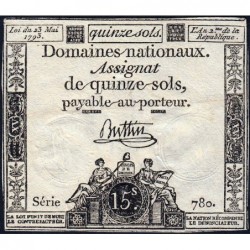 Loi du 23 Mai 1793.
quinze-sols.
L'An 2.me de la République.
Domaines nationaux.
Assignat
de quinze-sols,
payable-au-porteur.
Buttin
15.s
Série 780.
LA LOI PUNIT DE MORT LE CONTREFACTEUR.
LA NATION RÉCOMPENSE LE DÉNONCIATEUR.